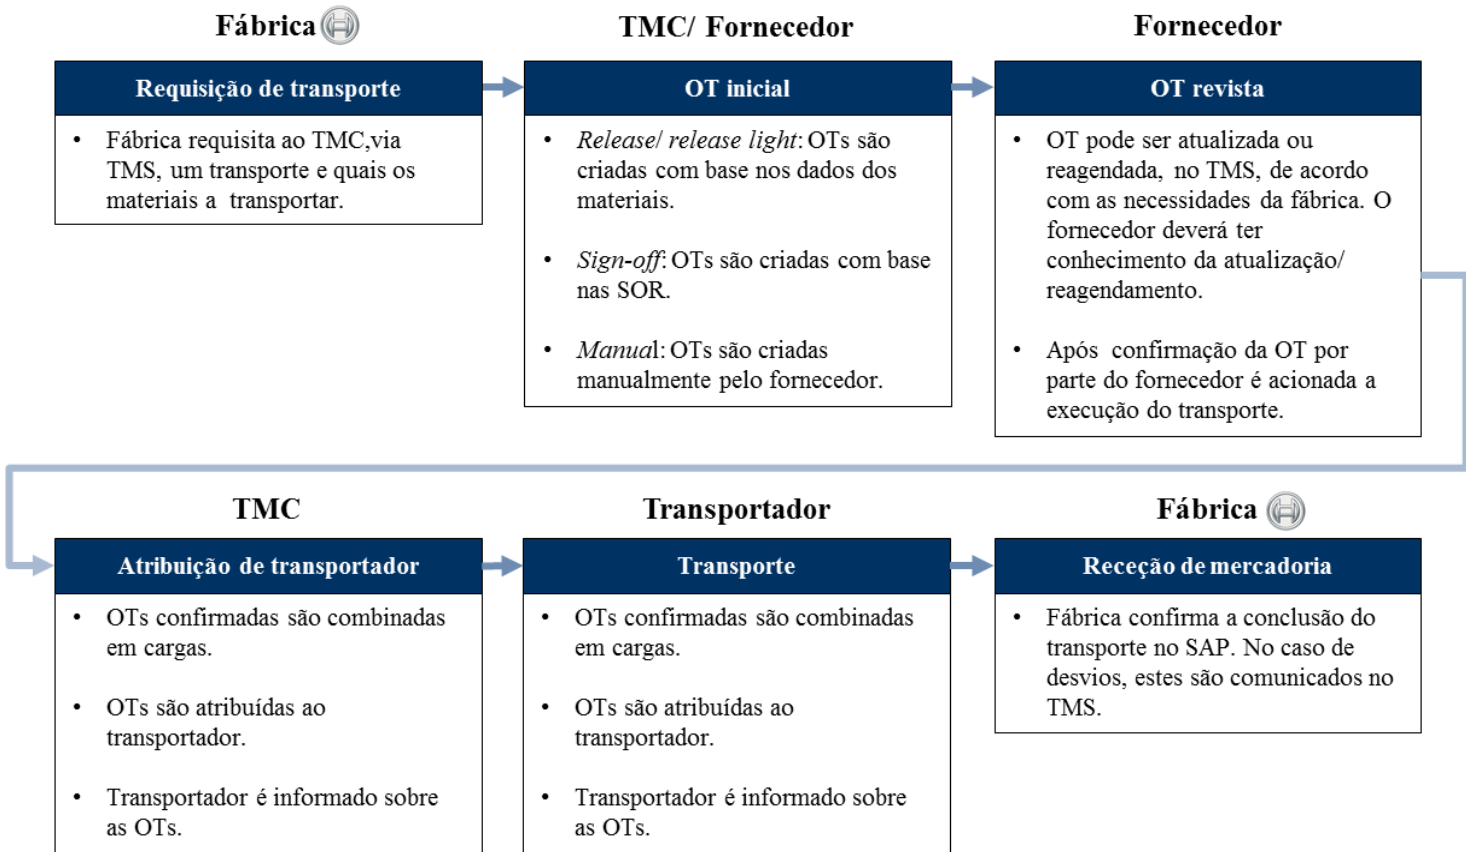 Fábrica
Requisição de transporte
• Fábrica requisita ao TMC,via
TMS, um transporte e quais os
materiais a transportar.
TMC/ Fornecedor
OT inicial
• Release/ release light: OTs são
criadas com base nos dados dos
materiais.
• Sign-off: OTs são criadas com base
nas SOR.
• Manual: OTs são criadas
manualmente pelo fornecedor.
Fornecedor
OT revista
• OT pode ser atualizada ou
reagendada, no TMS, de acordo
com as necessidades da fábrica. O
fornecedor deverá ter
conhecimento da atualização/
reagendamento.
• Após confirmação da OT por
parte do fornecedor é acionada a
execução do transporte.
TMC
Atribuição de transportador
• OTs confirmadas são combinadas
em cargas.
• OTs são atribuídas ao
transportador.
• Transportador é informado sobre
as OTs.
Transportador
Transporte
• OTs confirmadas são combinadas
em cargas.
• OTs são atribuídas ao
transportador.
• Transportador é informado sobre
as OTs.
Fábrica
Receção de mercadoria
• Fábrica confirma a conclusão do
transporte no SAP. No caso de
desvios, estes são comunicados no
TMS.